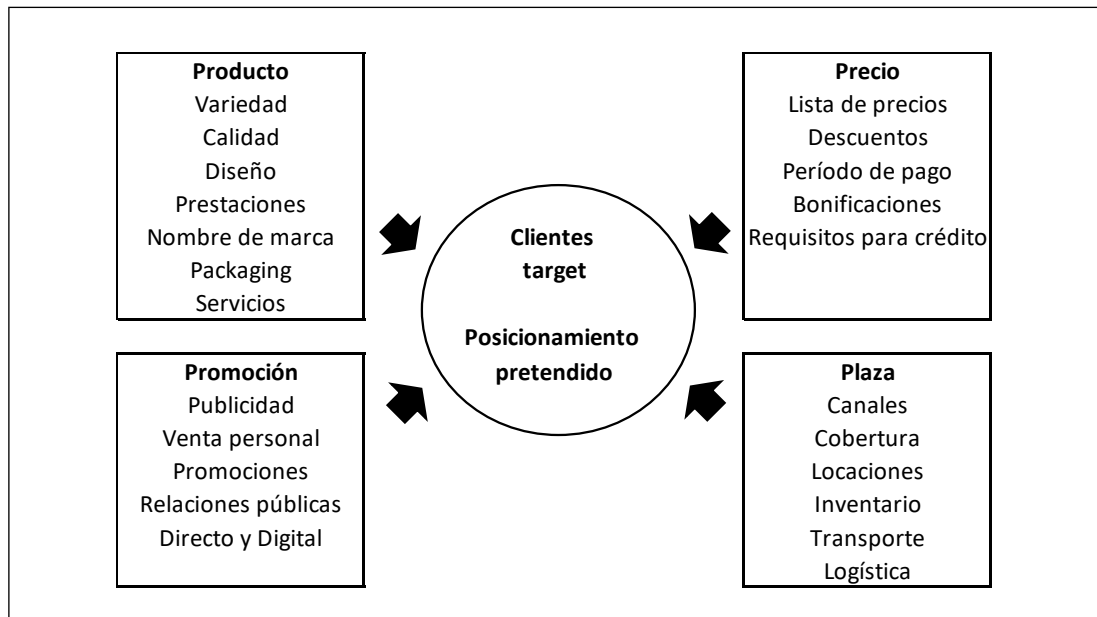 Producto
Variedad
Calidad
Diseño
Prestaciones
Nombre de marca
Packaging
Servicios
Precio
Lista de precios
Descuentos
Período de pago
Bonificaciones
Requisitos para crédito
Clientes
target
Posicionamiento
pretendido
Promoción
Publicidad
Venta personal
Promociones
Relaciones públicas
Directo y Digital
Plaza
Canales
Cobertura
Locaciones
Inventario
Transporte
Logística